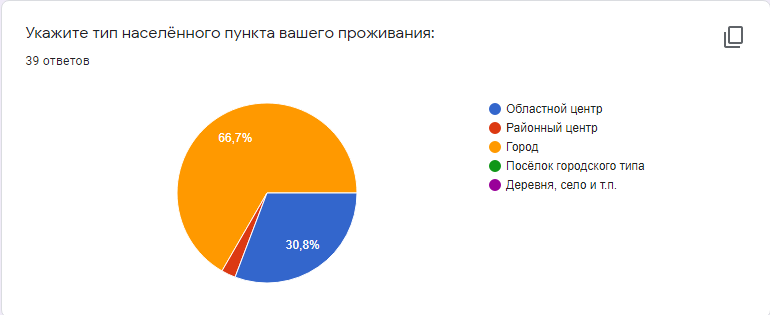 Укажите тип населённого пункта вашего проживания:
39 ответов
66,7%
30,8%
Областной центр
Районный центр
Город
Посёлок городского типа
Деревня, село и т.п.